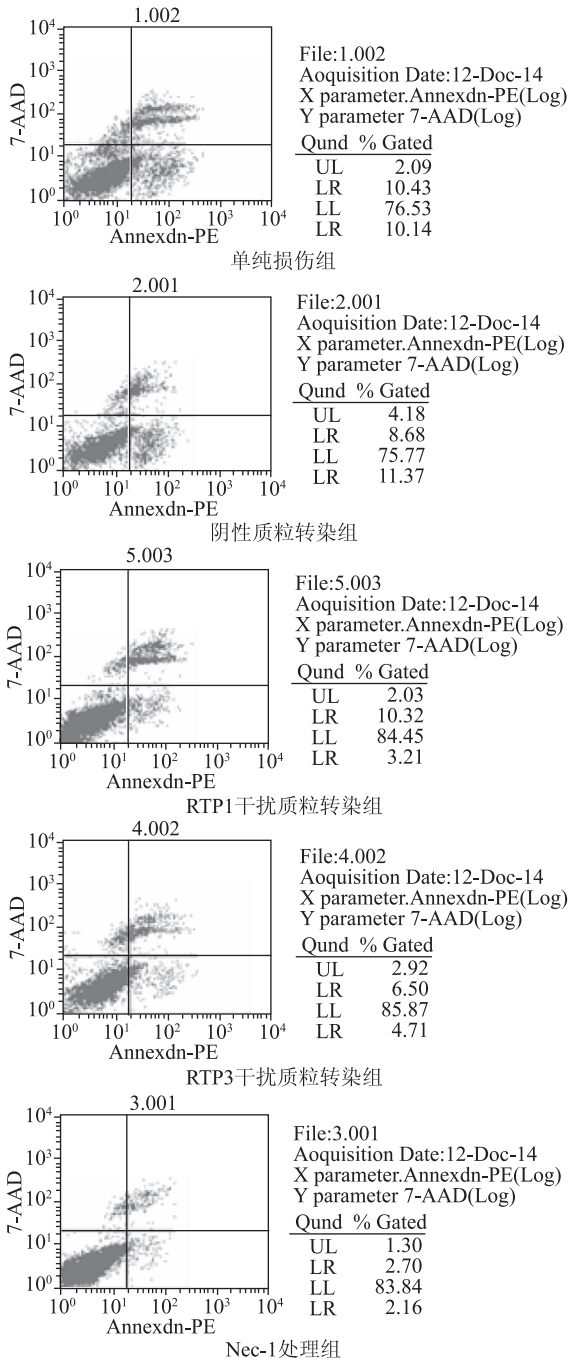 1.002
10⁴
10³
10²
10¹
10⁰
7-AAD
10⁰ 10¹ 10² 10³ 10⁴
Annexdn-PE
File:1.002
Aoquisition Date:12-Doc-14
X parameter.Annexdn-PE(Log)
Y parameter 7-AAD(Log)
Qund % Gated
UL 2.09
LR 10.43
LL 76.53
LR 10.14
单纯损伤组
2.001
10⁴
10³
10²
10¹
10⁰
7-AAD
10⁰ 10¹ 10² 10³ 10⁴
Annexdn-PE
File:2.001
Aoquisition Date:12-Doc-14
X parameter.Annexdn-PE(Log)
Y parameter 7-AAD(Log)
Qund % Gated
UL 4.18
LR 8.68
LL 75.77
LR 11.37
阴性质粒转染组
5.003
10⁴
10³
10²
10¹
10⁰
7-AAD
10⁰ 10¹ 10² 10³ 10⁴
Annexdn-PE
File:5.003
Aoquisition Date:12-Doc-14
X parameter.Annexdn-PE(Log)
Y parameter 7-AAD(Log)
Qund % Gated
UL 2.03
LR 10.32
LL 84.45
LR 3.21
RTP1干扰质粒转染组
4.002
10⁴
10³
10²
10¹
10⁰
7-AAD
10⁰ 10¹ 10² 10³ 10⁴
Annexdn-PE
File:4.002
Aoquisition Date:12-Doc-14
X parameter.Annexdn-PE(Log)
Y parameter 7-AAD(Log)
Qund % Gated
UL 2.92
LR 6.50
LL 85.87
LR 4.71
RTP3干扰质粒转染组
3.001
10⁴
10³
10²
10¹
10⁰
7-AAD
10⁰ 10¹ 10² 10³ 10⁴
Annexdn-PE
File:3.001
Aoquisition Date:12-Doc-14
X parameter.Annexdn-PE(Log)
Y parameter 7-AAD(Log)
Qund % Gated
UL 1.30
LR 2.70
LL 83.84
LR 2.16
Nec-1处理组